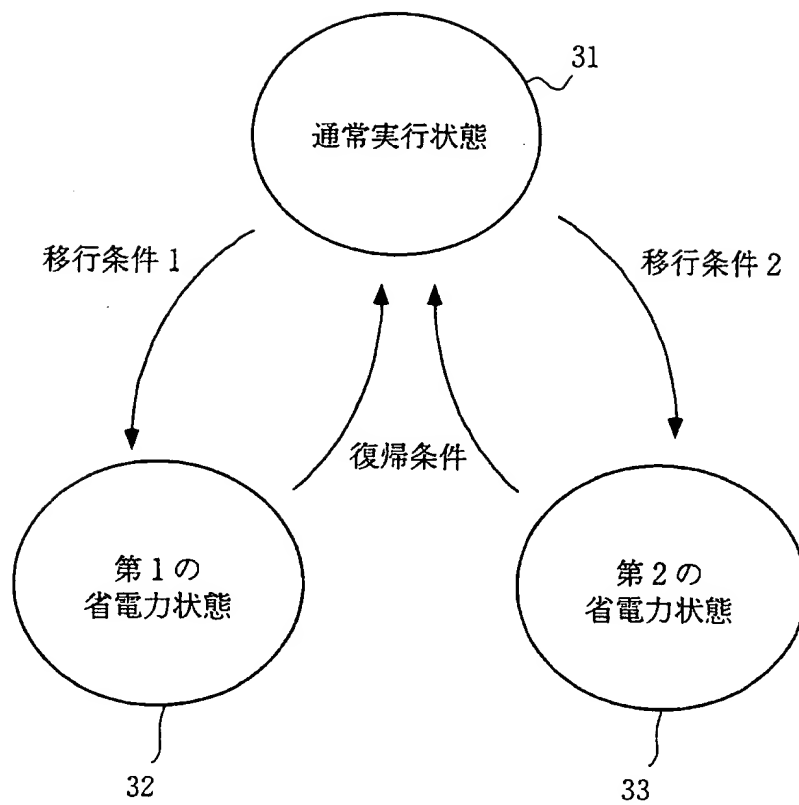 31
通常実行状態
移行条件1
移行条件2
復帰条件
第1の
省電力状態
第2の
省電力状態
32
33